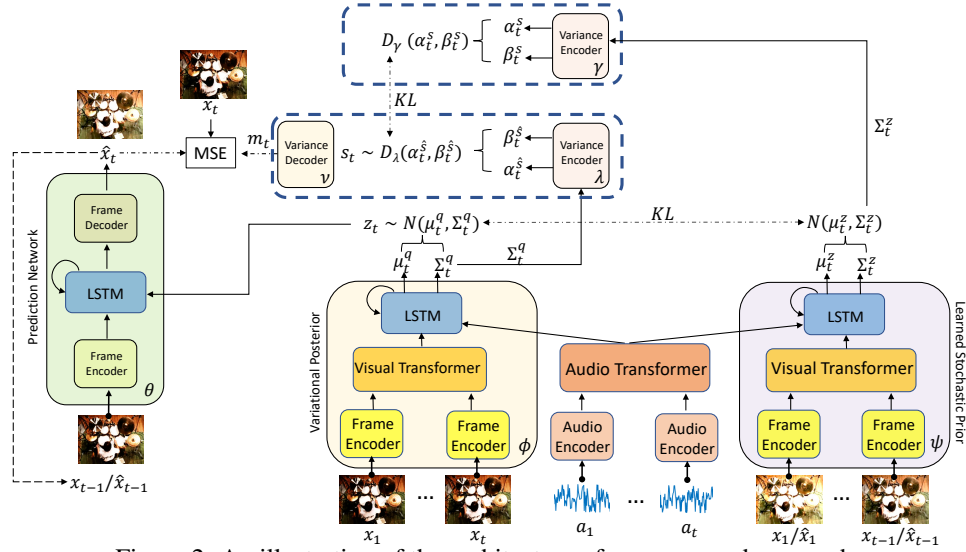 D_γ (α_t^s, β_t^s)
α_t^s
β_t^s
Variance
Encoder
γ
x_t
KL
Σ_t^z
x̂_t
MSE
m_t
Variance
Decoder
ν
s_t ~ D_λ(α_t^ŝ, β_t^ŝ)
β_t^ŝ
α_t^ŝ
Variance
Encoder
λ
Prediction Network
Frame
Decoder
LSTM
Frame
Encoder
θ
x_{t-1}/x̂_{t-1}
z_t ~ N(μ_t^q, Σ_t^q)
KL
N(μ_t^z, Σ_t^z)
μ_t^q
Σ_t^q
Σ_t^q
μ_t^z
Σ_t^z
Variational Posterior
LSTM
Visual Transformer
Frame
Encoder
Frame
Encoder
ϕ
x_1
...
x_t
Audio Transformer
Audio
Encoder
Audio
Encoder
a_1
...
a_t
Learned Stochastic Prior
LSTM
Visual Transformer
Frame
Encoder
Frame
Encoder
ψ
x_1/x̂_1
...
x_{t-1}/x̂_{t-1}